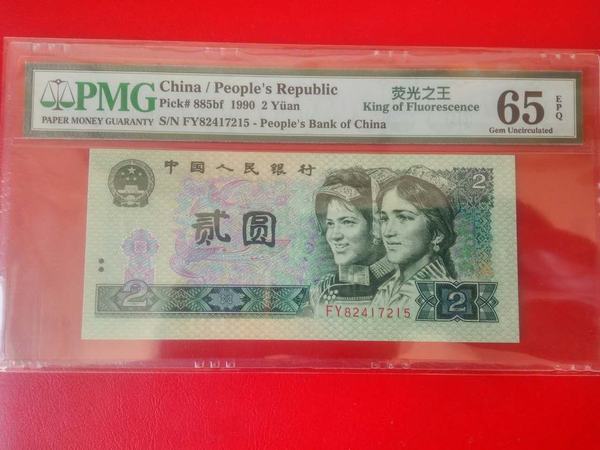 PMG
PAPER MONEY GUARANTY
China / People's Republic
Pick# 885bf 1990 2 Yüan
S/N FY82417215 - People's Bank of China
荧光之王
King of Fluorescence
65 EPQ
Gem Uncirculated
中国人民银行
2
贰圆
2
FY82417215
2